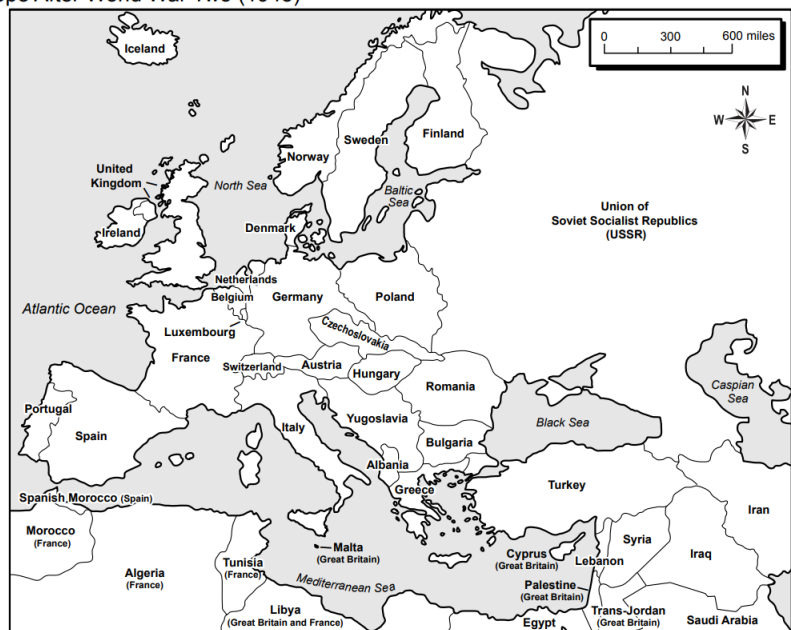 Iceland
0 300 600 miles
N
W E
S
Finland
Sweden
Norway
United
Kingdom
North Sea
Baltic
Sea
Union of
Soviet Socialist Republics
(USSR)
Ireland
Denmark
Netherlands
Belgium
Germany
Poland
Atlantic Ocean
Luxembourg
Czechoslovakia
France
Switzerland
Austria
Hungary
Romania
Caspian
Sea
Portugal
Spain
Italy
Yugoslavia
Black Sea
Bulgaria
Albania
Greece
Turkey
Spanish Morocco (Spain)
Iran
Morocco
(France)
Malta
(Great Britain)
Cyprus
(Great Britain)
Syria
Lebanon
Iraq
Tunisia
(France)
Algeria
(France)
Mediterranean Sea
Palestine
(Great Britain)
Libya
(Great Britain and France)
Egypt
Trans-Jordan
(Great Britain)
Saudi Arabia